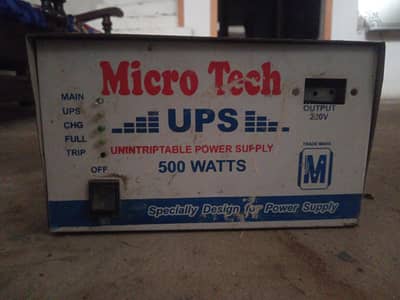 Micro Tech
MAIN
UPS
CHG
FULL
TRIP
UPS
UNINTRIPTABLE POWER SUPPLY
500 WATTS
OFF
OUTPUT
220V
TRADE MARK
M
Specially Design for Power Supply